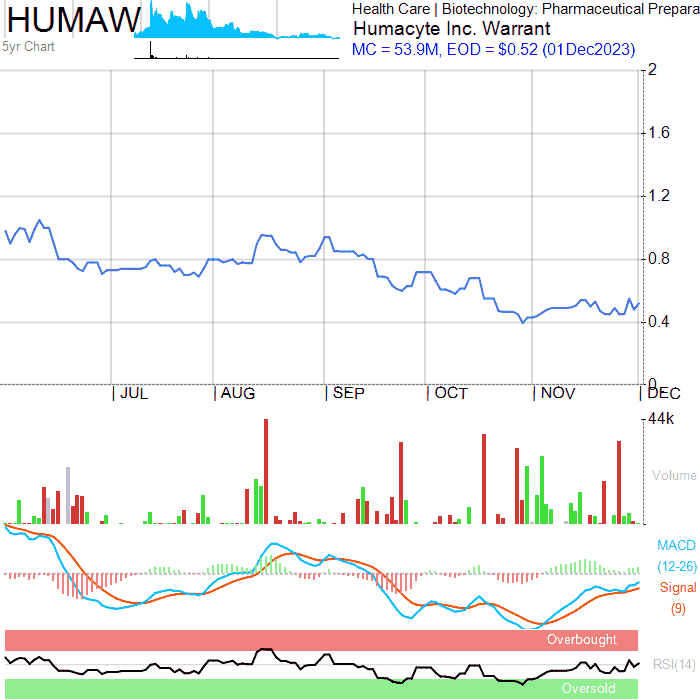 HUMAW
5yr Chart
Health Care | Biotechnology: Pharmaceutical Prepara
Humacyte Inc. Warrant
MC = 53.9M, EOD = $0.52 (01Dec2023)
2
1.6
1.2
0.8
0.4
0
| JUL | AUG | SEP | OCT | NOV | DEC
44k
Volume
MACD
(12-26)
Signal
(9)
Overbought
RSI(14)
Oversold